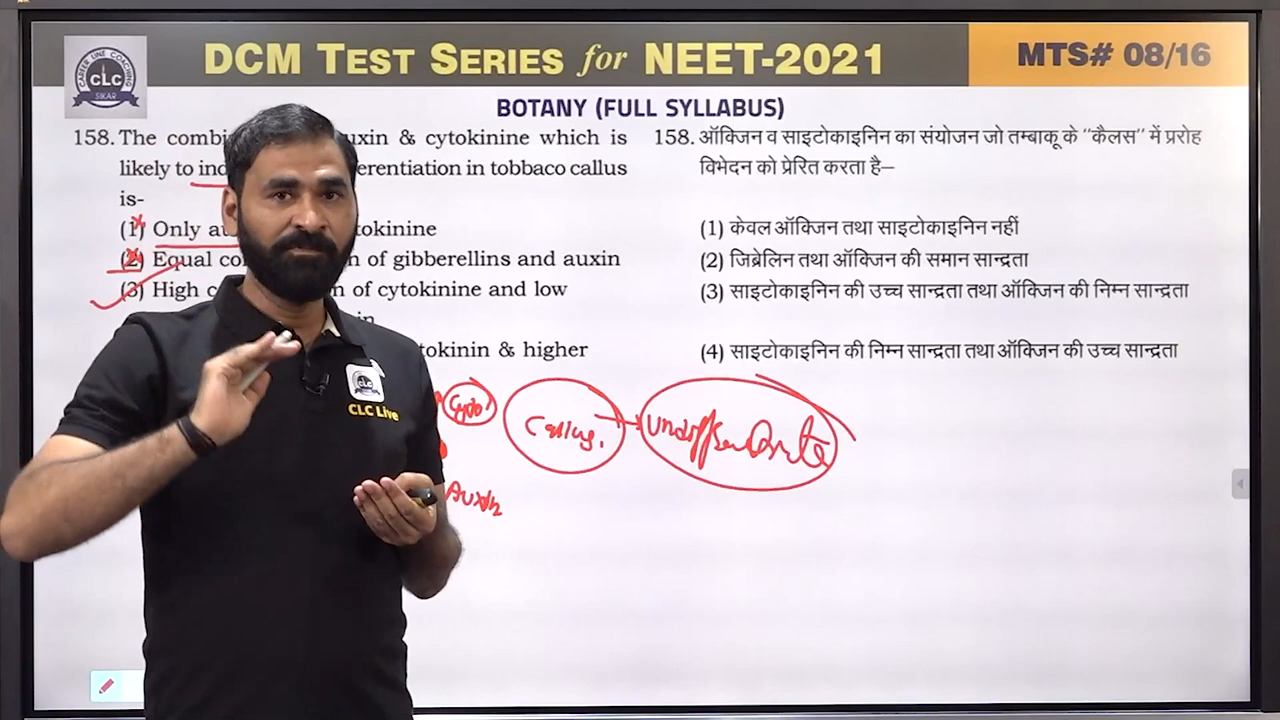 DCM TEST SERIES for NEET-2021
MTS# 08/16
CAREER LINE COACHING
CLC
SIKAR
BOTANY (FULL SYLLABUS)
158. The combi uxin & cytokinine which is
likely to ind erentiation in tobbaco callus
is-
(1) Only au tokinine
(2) Equal co n of gibberellins and auxin
(3) High c n of cytokinine and low
in
tokinin & higher
158. ऑक्जिन व साइटोकाइनिन का संयोजन जो तम्बाकू के "कैलस" में प्ररोह
विभेदन को प्रेरित करता है–
(1) केवल ऑक्जिन तथा साइटोकाइनिन नहीं
(2) जिब्रेलिन तथा ऑक्जिन की समान सान्द्रता
(3) साइटोकाइनिन की उच्च सान्द्रता तथा ऑक्जिन की निम्न सान्द्रता
(4) साइटोकाइनिन की निम्न सान्द्रता तथा ऑक्जिन की उच्च सान्द्रता
Callus.
Auxin
CLC
CLC Live